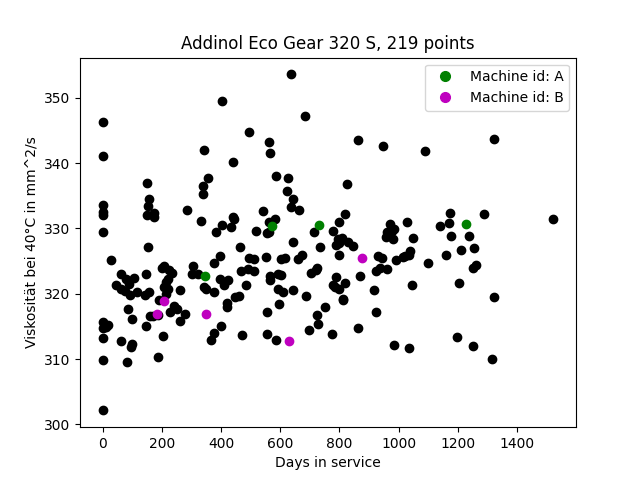 Addinol Eco Gear 320 S, 219 points
Machine id: A
Machine id: B
Viskosität bei 40°C in mm^2/s
350
340
330
320
310
300
0 200 400 600 800 1000 1200 1400
Days in service